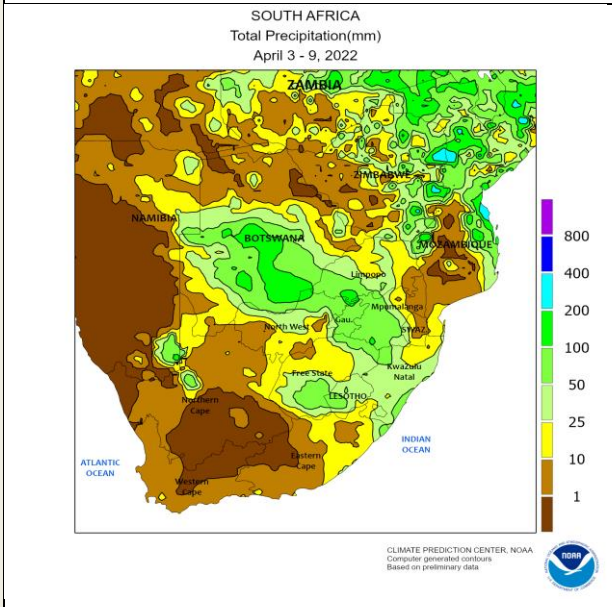 SOUTH AFRICA
Total Precipitation(mm)
April 3 - 9, 2022
ZAMBIA
ZIMBABWE
NAMIBIA
BOTSWANA
MOZAMBIQUE
Limpopo
Mpumalanga
North West
Gau.
SWAZ.
Free State
KwaZulu
Natal
LESOTHO
Northern
Cape
INDIAN
OCEAN
Eastern
Cape
ATLANTIC
OCEAN
Western
Cape
800
400
200
100
50
25
10
1
CLIMATE PREDICTION CENTER, NOAA
Computer generated contours
Based on preliminary data
NOAA